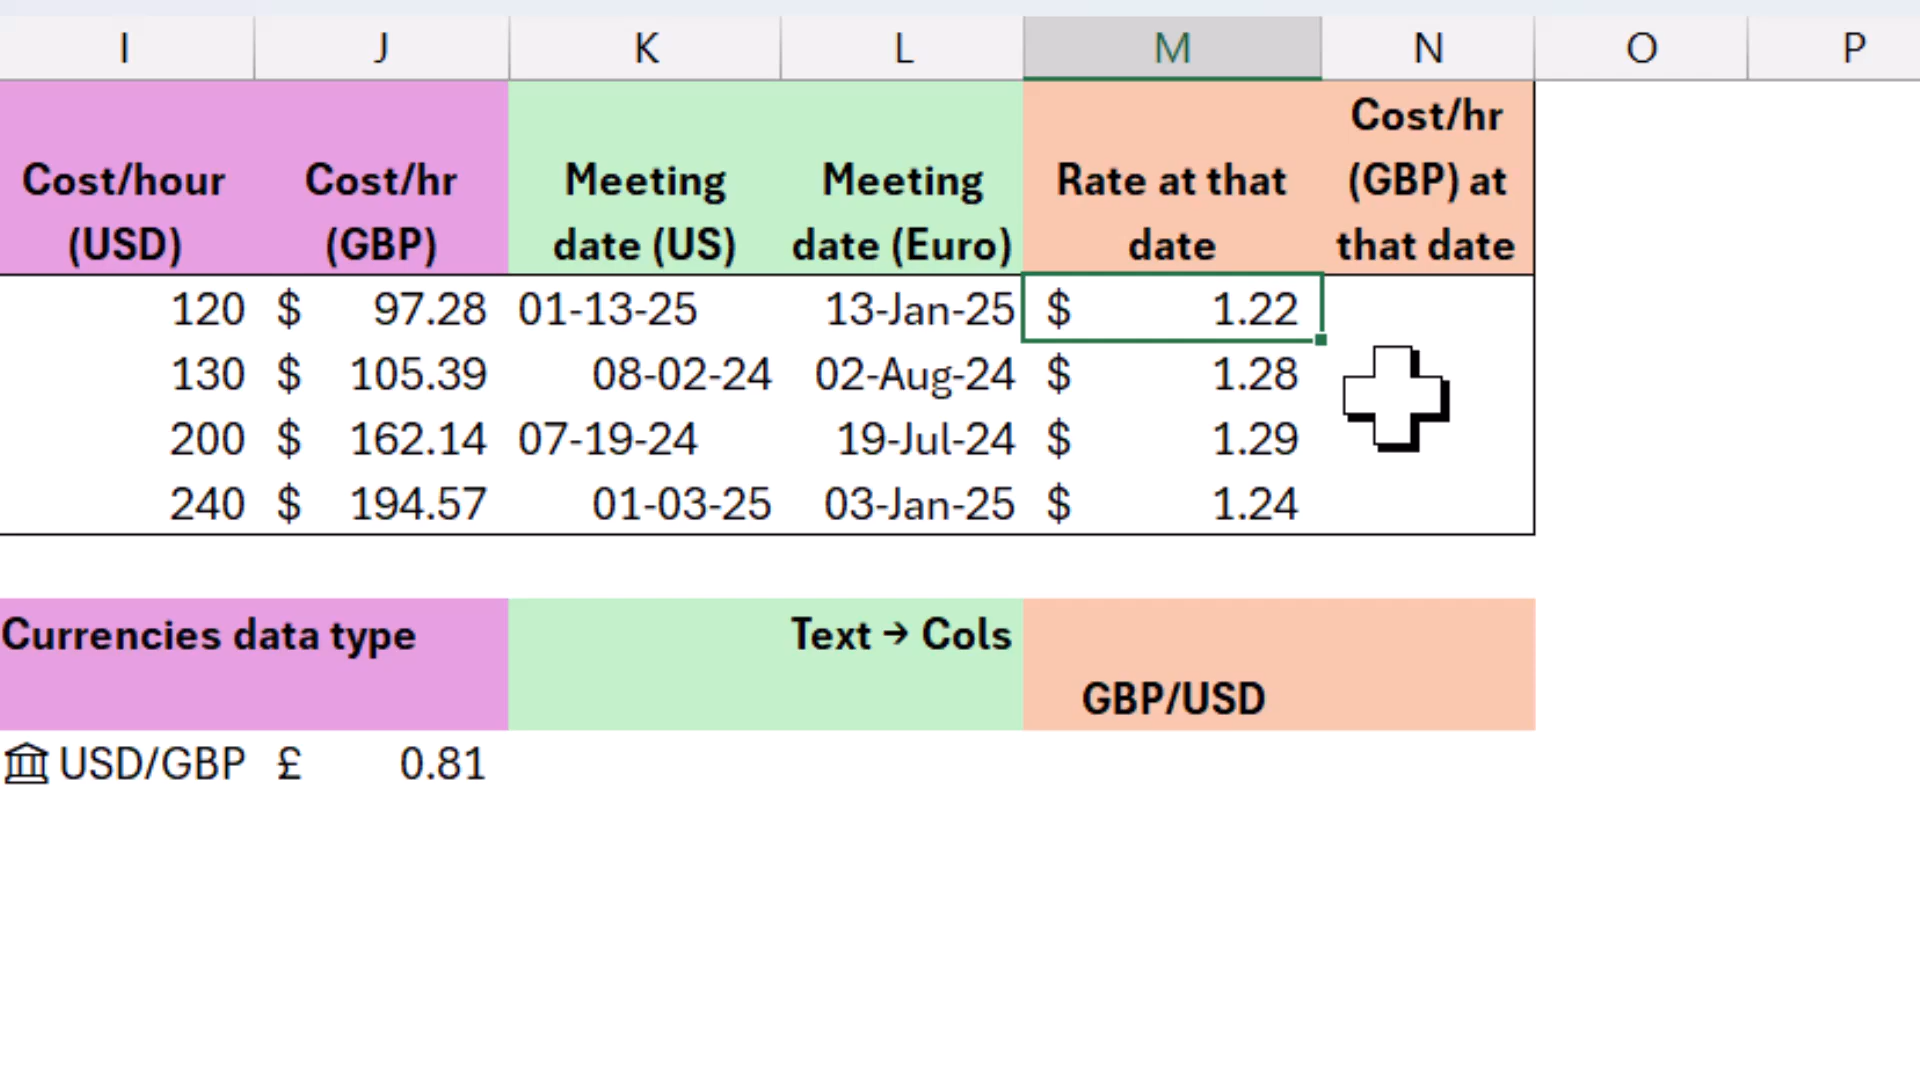 I J K L M N O P
Cost/hour (USD) Cost/hr (GBP) Meeting date (US) Meeting date (Euro) Rate at that date Cost/hr (GBP) at that date
120 $ 97.28 01-13-25 13-Jan-25 $ 1.22
130 $ 105.39 08-02-24 02-Aug-24 $ 1.28
200 $ 162.14 07-19-24 19-Jul-24 $ 1.29
240 $ 194.57 01-03-25 03-Jan-25 $ 1.24
Currencies data type Text → Cols
GBP/USD
USD/GBP £ 0.81